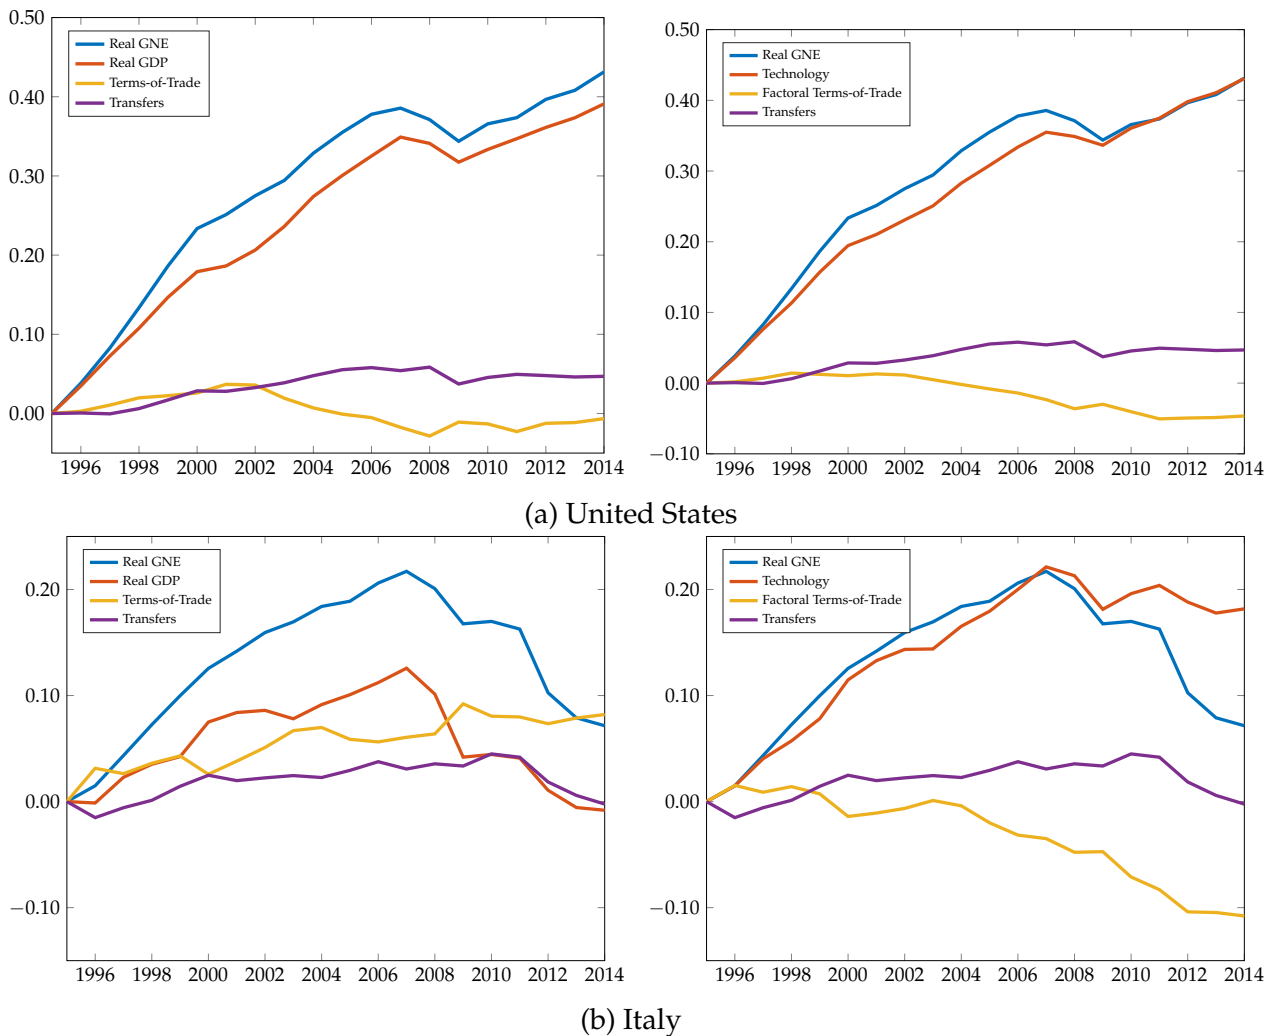 0.50
0.40
0.30
0.20
0.10
0.00
Real GNE
Real GDP
Terms-of-Trade
Transfers
1996 1998 2000 2002 2004 2006 2008 2010 2012 2014
0.50
0.40
0.30
0.20
0.10
0.00
−0.10
Real GNE
Technology
Factoral Terms-of-Trade
Transfers
1996 1998 2000 2002 2004 2006 2008 2010 2012 2014
(a) United States
0.20
0.10
0.00
−0.10
Real GNE
Real GDP
Terms-of-Trade
Transfers
1996 1998 2000 2002 2004 2006 2008 2010 2012 2014
0.20
0.10
0.00
−0.10
Real GNE
Technology
Factoral Terms-of-Trade
Transfers
1996 1998 2000 2002 2004 2006 2008 2010 2012 2014
(b) Italy